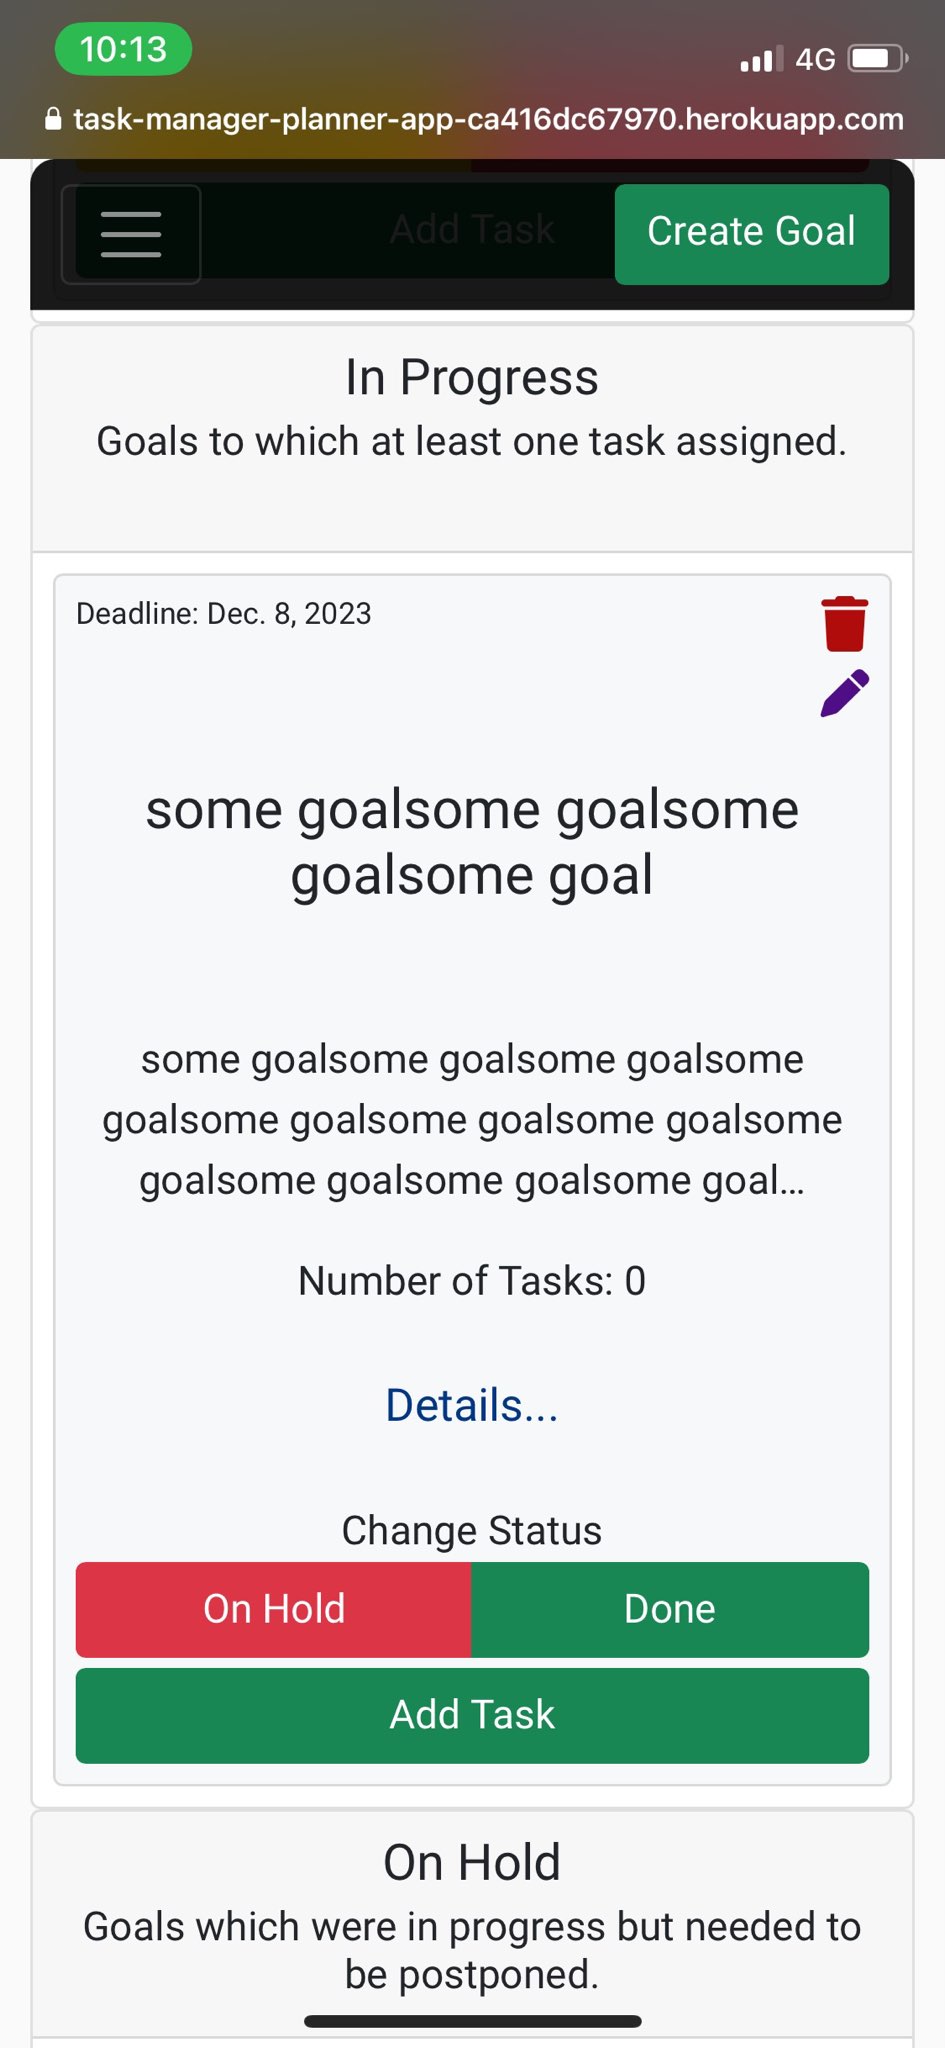 10:13
4G
task-manager-planner-app-ca416dc67970.herokuapp.com
Add Task
Create Goal
In Progress
Goals to which at least one task assigned.
Deadline: Dec. 8, 2023
some goalsome goalsome
goalsome goal
some goalsome goalsome goalsome
goalsome goalsome goalsome goalsome
goalsome goalsome goalsome goal...
Number of Tasks: 0
Details...
Change Status
On Hold
Done
Add Task
On Hold
Goals which were in progress but needed to
be postponed.